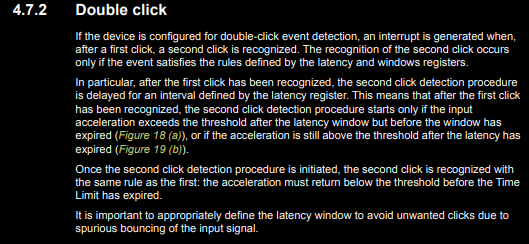 4.7.2 Double click
If the device is configured for double-click event detection, an interrupt is generated when,
after a first click, a second click is recognized. The recognition of the second click occurs
only if the event satisfies the rules defined by the latency and windows registers.
In particular, after the first click has been recognized, the second click detection procedure
is delayed for an interval defined by the latency register. This means that after the first click
has been recognized, the second click detection procedure starts only if the input
acceleration exceeds the threshold after the latency window but before the window has
expired (Figure 18 (a)), or if the acceleration is still above the threshold after the latency has
expired (Figure 19 (b)).
Once the second click detection procedure is initiated, the second click is recognized with
the same rule as the first: the acceleration must return below the threshold before the Time
Limit has expired.
It is important to appropriately define the latency window to avoid unwanted clicks due to
spurious bouncing of the input signal.